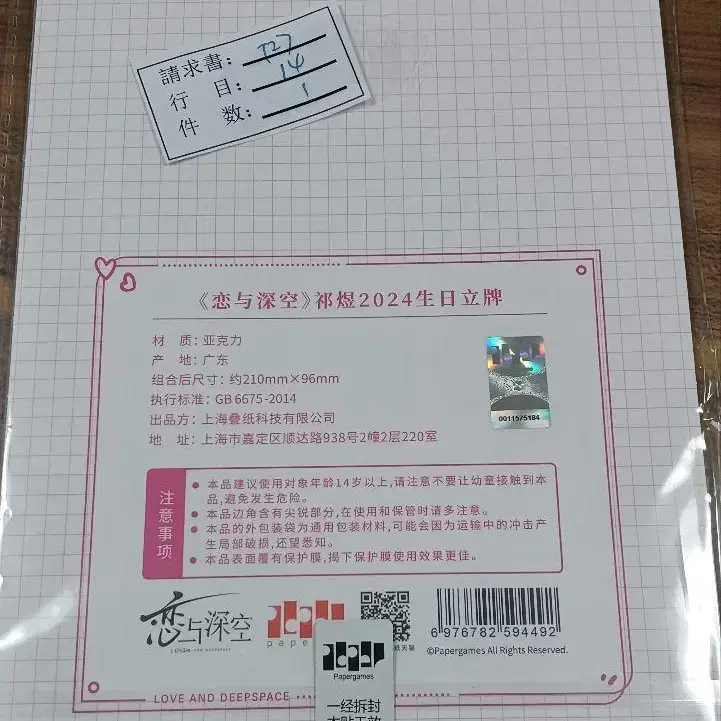 請求書: T27
行 目: 14
件 数: 1
《恋与深空》祁煜2024生日立牌
材 质: 亚克力
产 地: 广东
组合后尺寸: 约210mm×96mm
执行标准: GB 6675-2014
出品方: 上海叠纸科技有限公司
地 址: 上海市嘉定区顺达路938号2幢2层220室
0011575184
注意事项
● 本品建议使用对象年龄14岁以上,请注意不要让幼童接触到本
品,避免发生危险。
● 本品边角含有尖锐部分,在使用和保管时请多注意。
● 本品的外包装袋为通用包装材料,可能会因为运输中的冲击产
生局部破损,还望悉知。
● 本品表面覆有保护膜,揭下保护膜使用效果更佳。
恋与深空
LOVE AND DEEPSPACE
pape
纸天猫
6 976782 594492
©Papergames All Rights Reserved.
Papergames
LOVE AND DEEPSPACE
一经拆封